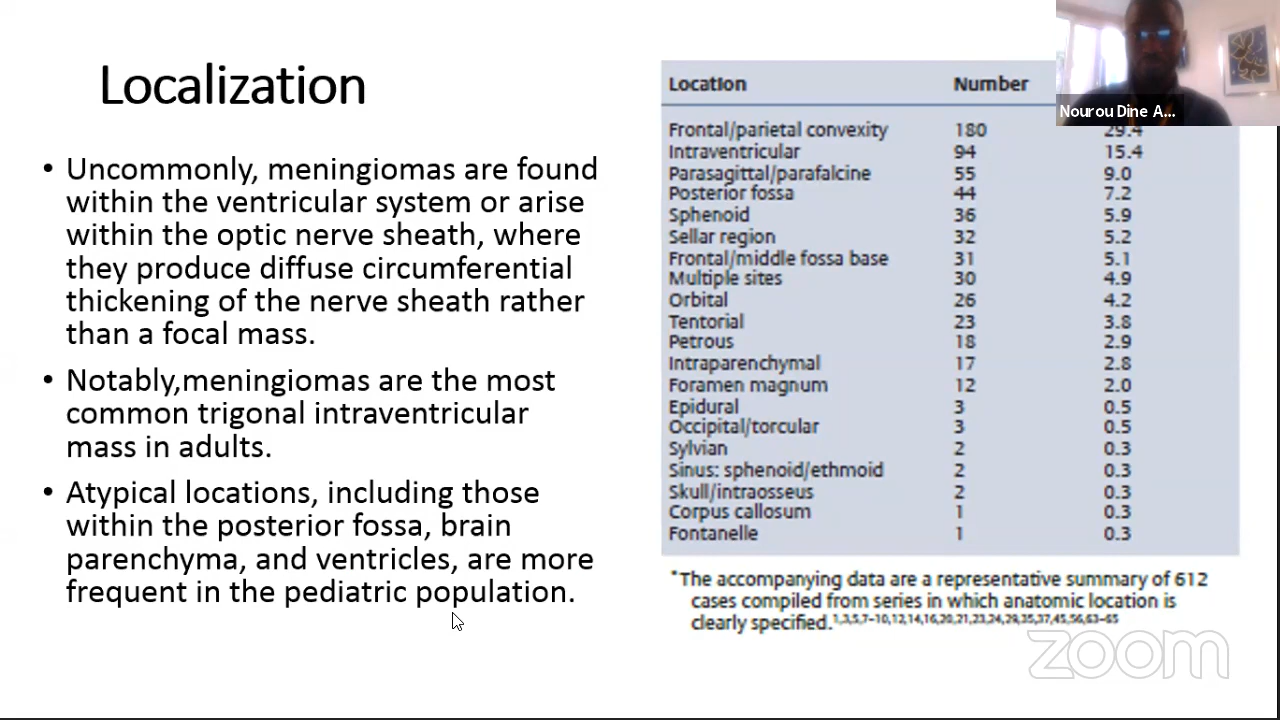 Localization
• Uncommonly, meningiomas are found
within the ventricular system or arise
within the optic nerve sheath, where
they produce diffuse circumferential
thickening of the nerve sheath rather
than a focal mass.
• Notably,meningiomas are the most
common trigonal intraventricular
mass in adults.
• Atypical locations, including those
within the posterior fossa, brain
parenchyma, and ventricles, are more
frequent in the pediatric population.
Location Number
Frontal/parietal convexity 180 29.4
Intraventricular 94 15.4
Parasagittal/parafalcine 55 9.0
Posterior fossa 44 7.2
Sphenoid 36 5.9
Sellar region 32 5.2
Frontal/middle fossa base 31 5.1
Multiple sites 30 4.9
Orbital 26 4.2
Tentorial 23 3.8
Petrous 18 2.9
Intraparenchymal 17 2.8
Foramen magnum 12 2.0
Epidural 3 0.5
Occipital/torcular 3 0.5
Sylvian 2 0.3
Sinus: sphenoid/ethmoid 2 0.3
Skull/intraosseus 2 0.3
Corpus callosum 1 0.3
Fontanelle 1 0.3
*The accompanying data are a representative summary of 612
cases compiled from series in which anatomic location is
clearly specified.
Nourou Dine A...
zoom